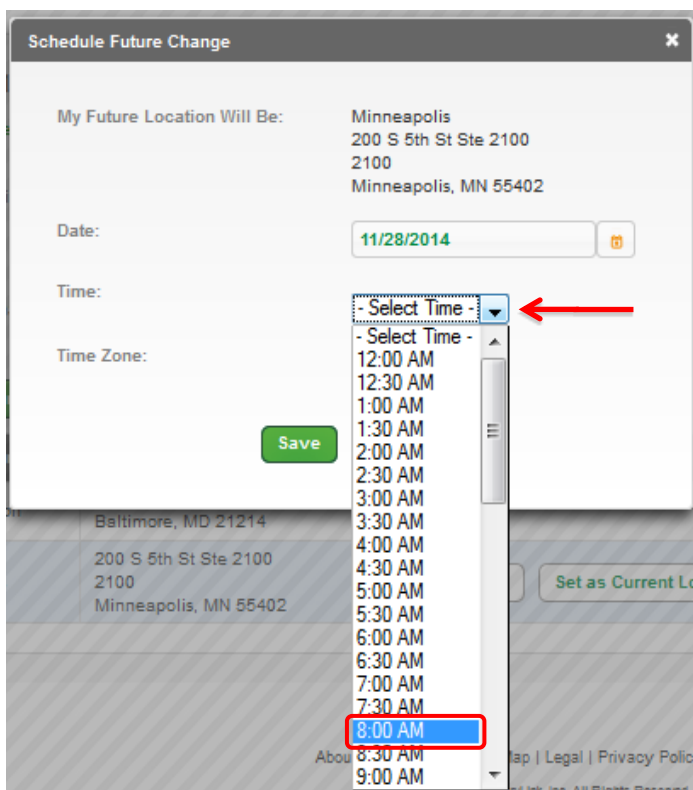 Schedule Future Change
My Future Location Will Be:
Minneapolis
200 S 5th St Ste 2100
2100
Minneapolis, MN 55402
Date:
11/28/2014
Time:
- Select Time -
- Select Time -
12:00 AM
12:30 AM
1:00 AM
1:30 AM
2:00 AM
2:30 AM
3:00 AM
3:30 AM
4:00 AM
4:30 AM
5:00 AM
5:30 AM
6:00 AM
6:30 AM
7:00 AM
7:30 AM
8:00 AM
8:30 AM
9:00 AM
Time Zone:
Save
Baltimore, MD 21214
200 S 5th St Ste 2100
2100
Minneapolis, MN 55402
Set as Current Lo
Abou
Map | Legal | Privacy Polic
Inc. All Rights Reserved